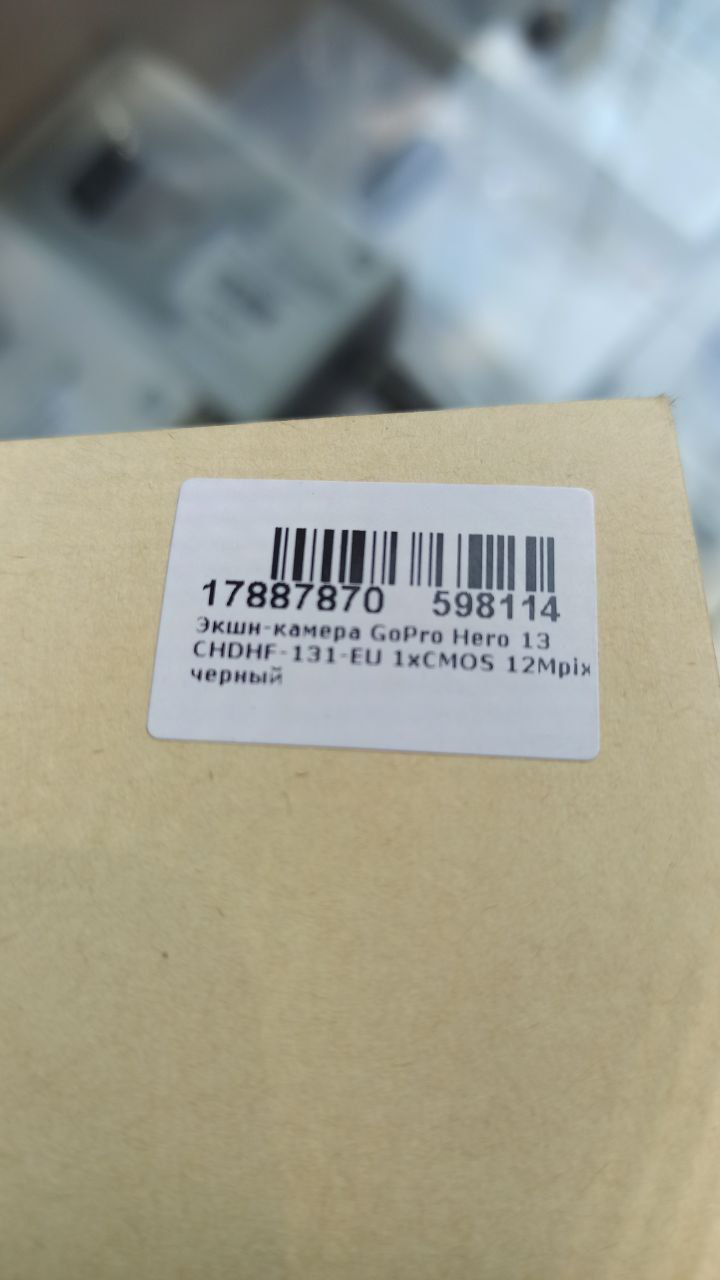 17887870 598114
Экшн-камера GoPro Hero 13
CHDHF-131-EU 1xCMOS 12Mpix
черный